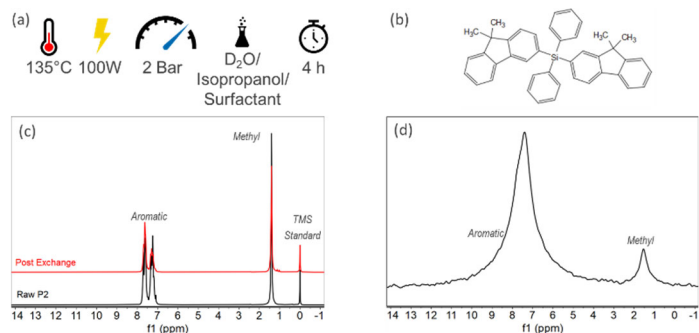 (a)
135°C
100W
2 Bar
D₂O/
Isopropanol/
Surfactant
4 h
(b)
H₃C CH₃
Si
H₃C CH₃
(c)
Methyl
Aromatic
TMS
Standard
Post Exchange
Raw P2
14 13 12 11 10 9 8 7 6 5 4 3 2 1 0 -1
f1 (ppm)
(d)
Aromatic
Methyl
14 13 12 11 10 9 8 7 6 5 4 3 2 1 0 -1
f1 (ppm)